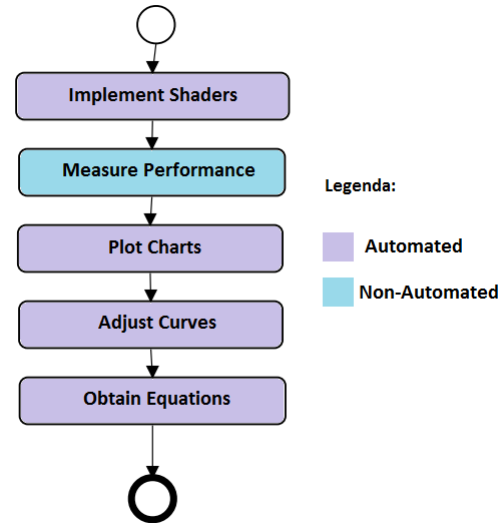 Implement Shaders
Measure Performance
Plot Charts
Adjust Curves
Obtain Equations
Legenda:
Automated
Non-Automated